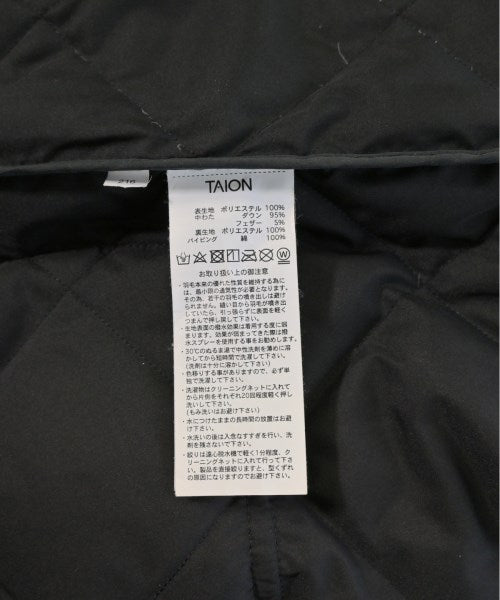 TAION
表生地 ポリエステル 100%
中わた ダウン 95%
フェザー 5%
裏生地 ポリエステル 100%
パイピング 綿 100%
お取り扱い上の御注意
・羽毛本来の優れた性質を維持する為に
は、最小限の通気性が必要となります。
その為、若干の羽毛の噴き出しは避け
られません。縫い目から羽毛が噴き出
していたら、引っ張らずに裏面を軽く
つまんで押し戻して下さい。
・生地表面の撥水効果は着用する度に弱
まります。効果が弱まってきた際は撥
水スプレーを使用する事をお勧めします。
・30℃のぬるま湯で中性洗剤を薄めに溶
かしてから短時間で洗濯して下さい。
(洗剤は十分に溶かして下さい)
・色移りする事がありますので、必ず単
独で洗濯して下さい。
・洗濯物はクリーニングネットに入れて
から片側をそれぞれ20回程度軽く押し
洗いして下さい。
(もみ洗いはお避け下さい)
・水につけたままの長時間の放置はお避
け下さい。
・水洗いの後は入念なすすぎを行い、洗
剤を残さないで下さい。
・絞りは遠心脱水機で軽く1分程度、ク
リーニングネットに入れて行って下さ
い。製品を直接絞りますと、型くずれ
の原因になりますのでお避け下さい。